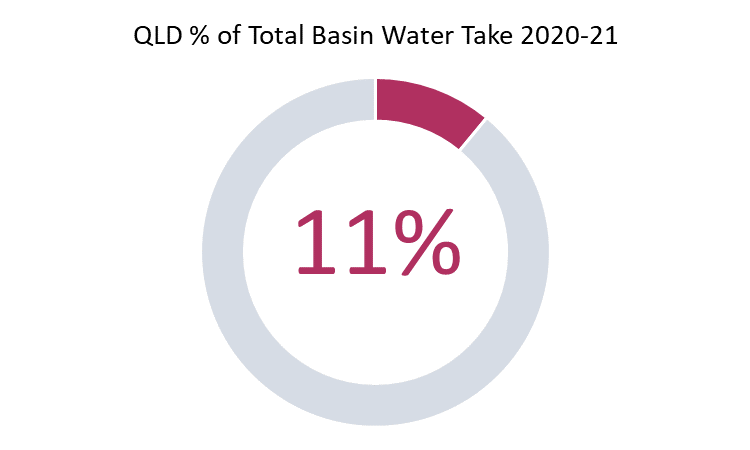 QLD % of Total Basin Water Take 2020-21
11%